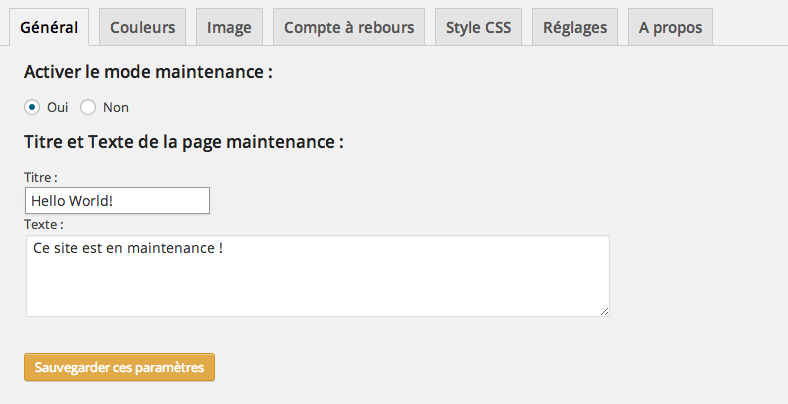 Général Couleurs Image Compte à rebours Style CSS Réglages A propos
Activer le mode maintenance :
Oui Non
Titre et Texte de la page maintenance :
Titre :
Hello World!
Texte :
Ce site est en maintenance !
Sauvegarder ces paramètres